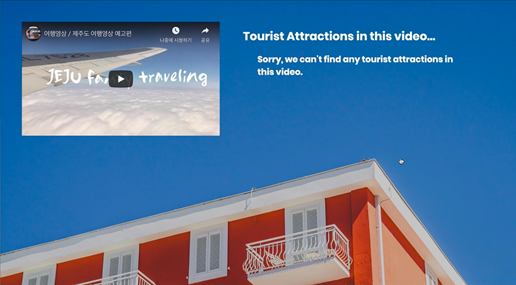 여행영상 / 제주도 여행영상 예고편
나중에 시청하기
공유
JEJU traveling
Tourist Attractions in this video...
Sorry, we can't find any tourist attractions in
this video.